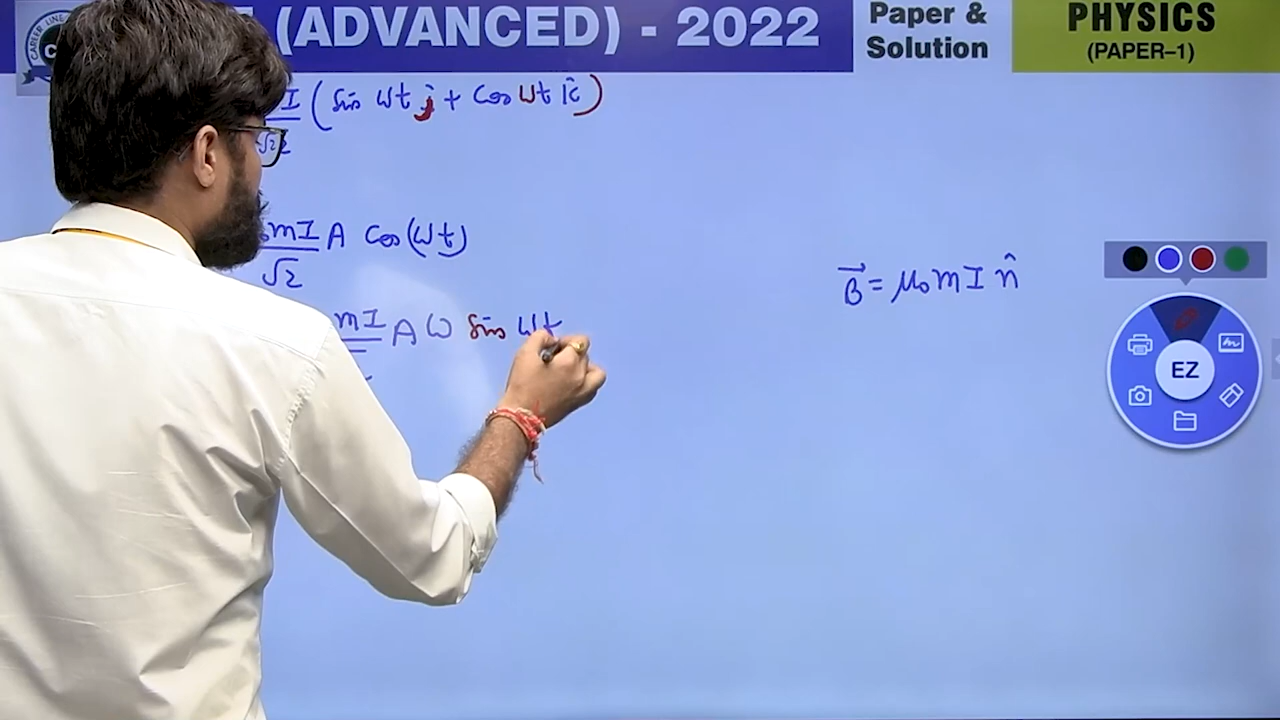 (ADVANCED) - 2022
Paper &
Solution
PHYSICS
(PAPER–1)
I/√2 (sin ωt ĵ + cos ωt k̂)
mI/√2 A cos(ωt)
mI A ω sin ωt
B⃗ = μ₀ m I n̂
EZ